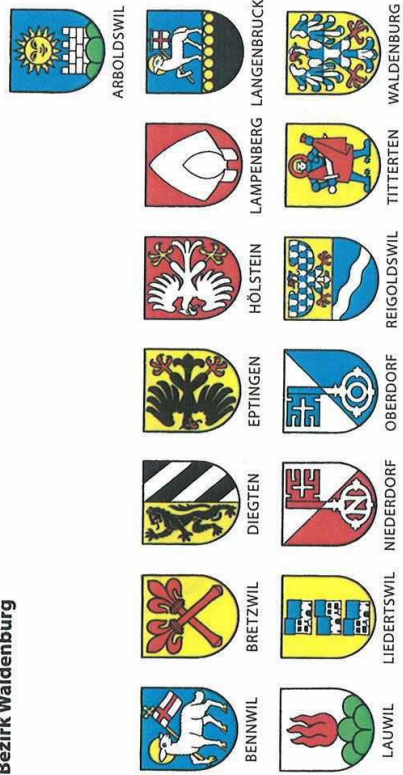 Bezirk Waldenburg
ARBOLDSWIL
BENNWIL
BRETZWIL
DIEGTEN
EPTINGEN
HÖLSTEIN
LAMPENBERG
LANGENBRUCK
LAUWIL
LIEDERTSWIL
NIEDERDORF
OBERDORF
REIGOLDSWIL
TITTERTEN
WALDENBURG